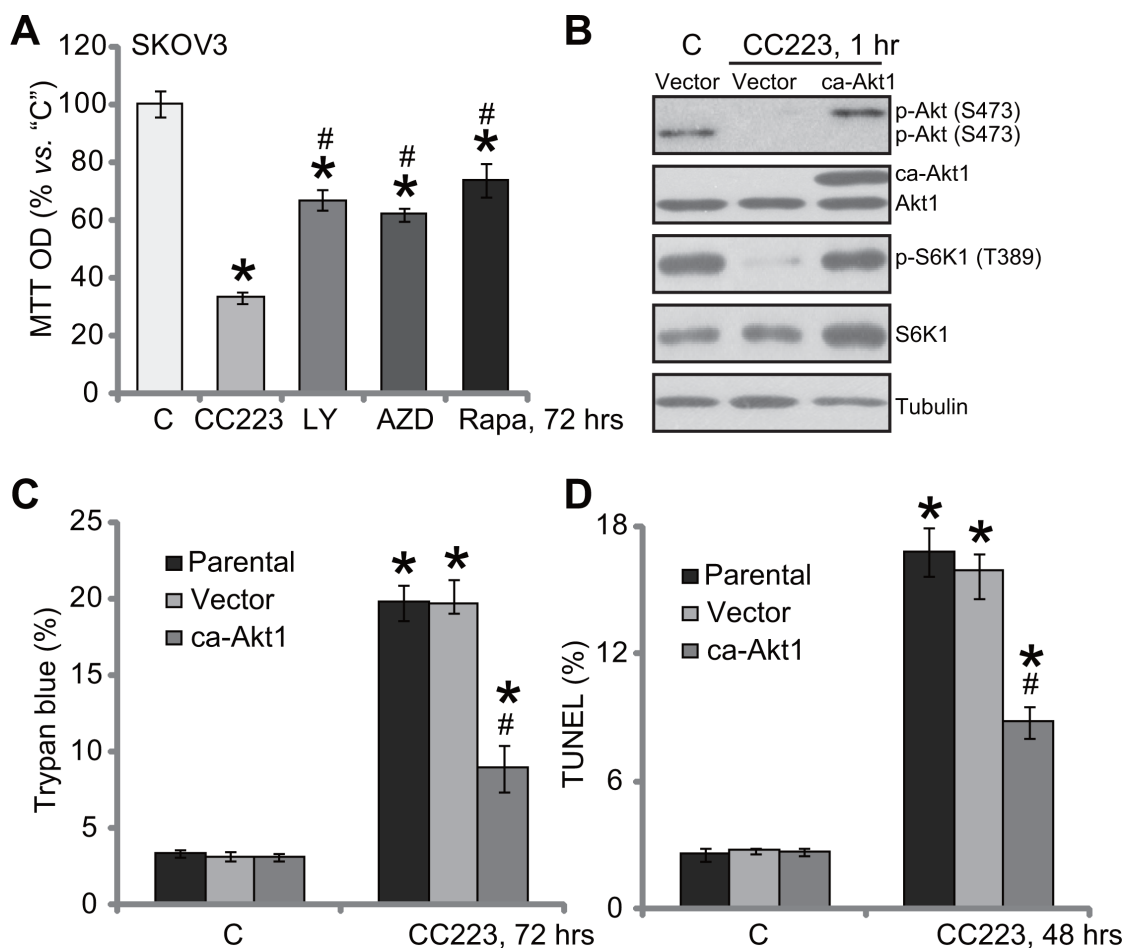 A
SKOV3
MTT OD (% vs. “C”)
120
100
80
60
40
20
0
*
# *
# *
# *
C CC223 LY AZD Rapa, 72 hrs
B
C CC223, 1 hr
Vector Vector ca-Akt1
p-Akt (S473)
p-Akt (S473)
ca-Akt1
Akt1
p-S6K1 (T389)
S6K1
Tubulin
C
Trypan blue (%)
25
20
15
10
5
0
Parental
Vector
ca-Akt1
* *
*
#
C CC223, 72 hrs
D
TUNEL (%)
18
12
6
0
Parental
Vector
ca-Akt1
* *
*
#
C CC223, 48 hrs